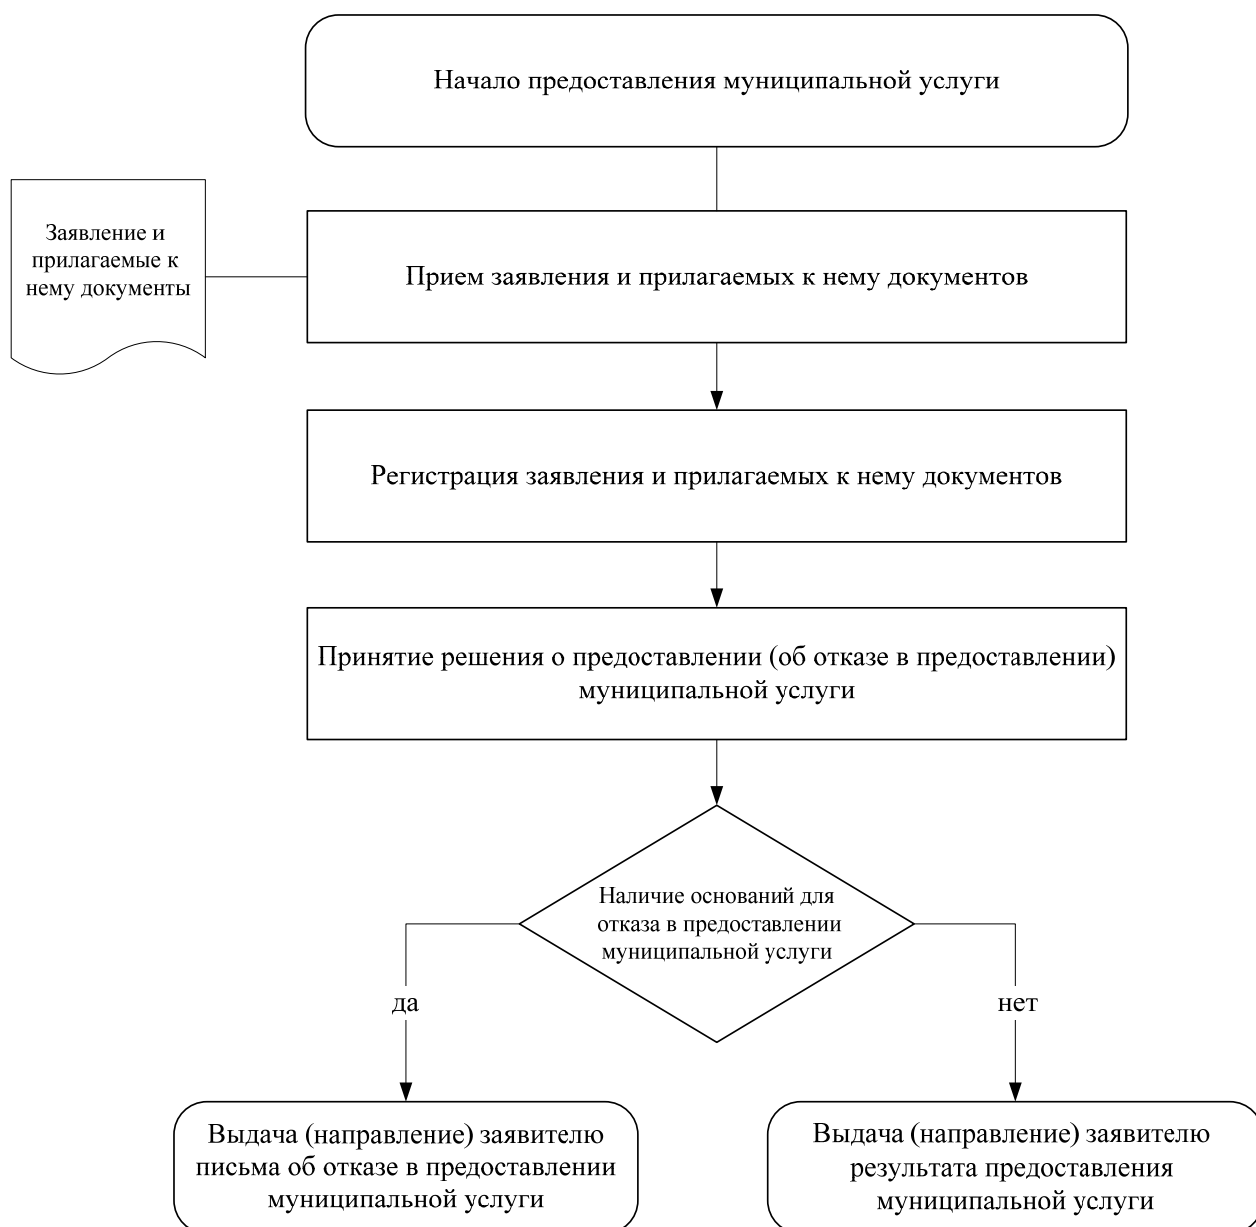 Начало предоставления муниципальной услуги
Заявление и
прилагаемые к
нему документы
Прием заявления и прилагаемых к нему документов
Регистрация заявления и прилагаемых к нему документов
Принятие решения о предоставлении (об отказе в предоставлении)
муниципальной услуги
Наличие оснований для
отказа в предоставлении
муниципальной услуги
да
нет
Выдача (направление) заявителю
письма об отказе в предоставлении
муниципальной услуги
Выдача (направление) заявителю
результата предоставления
муниципальной услуги